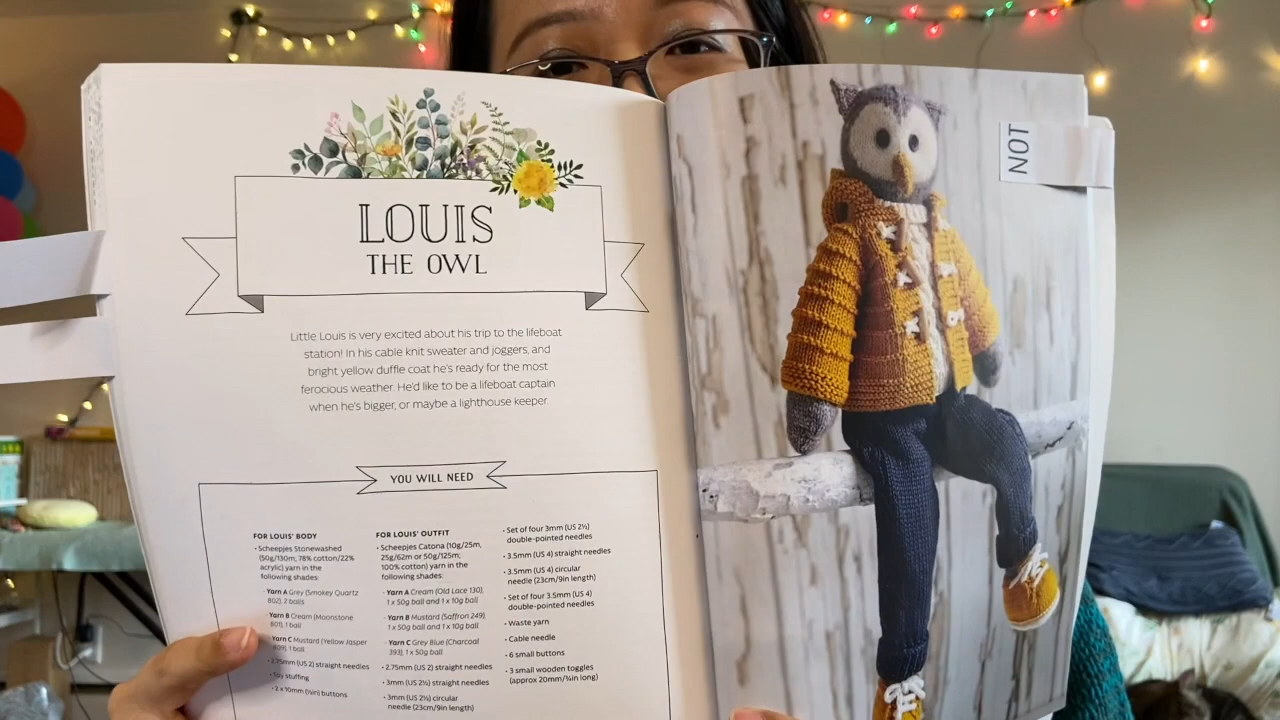 LOUIS
THE OWL
Little Louis is very excited about his trip to the lifeboat
station! In his cable knit sweater and joggers, and
bright yellow duffle coat he's ready for the most
ferocious weather. He'd like to be a lifeboat captain
when he's bigger, or maybe a lighthouse keeper
YOU WILL NEED
FOR LOUIS' BODY
• Scheepjes Stonewashed
(50g/130m; 78% cotton/22%
acrylic) yarn in the
following shades:
Yarn A Grey (Smokey Quartz
802), 2 balls
Yarn B Cream (Moonstone
801), 1 ball
Yarn C Mustard (Yellow Jasper
809), 1 ball
• 2.75mm (US 2) straight needles
• Toy stuffing
• 2 x 10mm (½in) buttons
FOR LOUIS' OUTFIT
• Scheepjes Catona (10g/25m,
25g/62m or 50g/125m;
100% cotton) yarn in the
following shades:
Yarn A Cream (Old Lace 130),
1 x 50g ball and 1 x 10g ball
Yarn B Mustard (Saffron 249),
1 x 50g ball and 1 x 10g ball
Yarn C Grey Blue (Charcoal
393), 1 x 50g ball
• 2.75mm (US 2) straight needles
• 3mm (US 2½) straight needles
• 3mm (US 2½) circular
needle (23cm/9in length)
• Set of four 3mm (US 2½)
double-pointed needles
• 3.5mm (US 4) straight needles
• 3.5mm (US 4) circular
needle (23cm/9in length)
• Set of four 3.5mm (US 4)
double-pointed needles
• Waste yarn
• Cable needle
• 6 small buttons
• 3 small wooden toggles
(approx 20mm/¾in long)
NOT